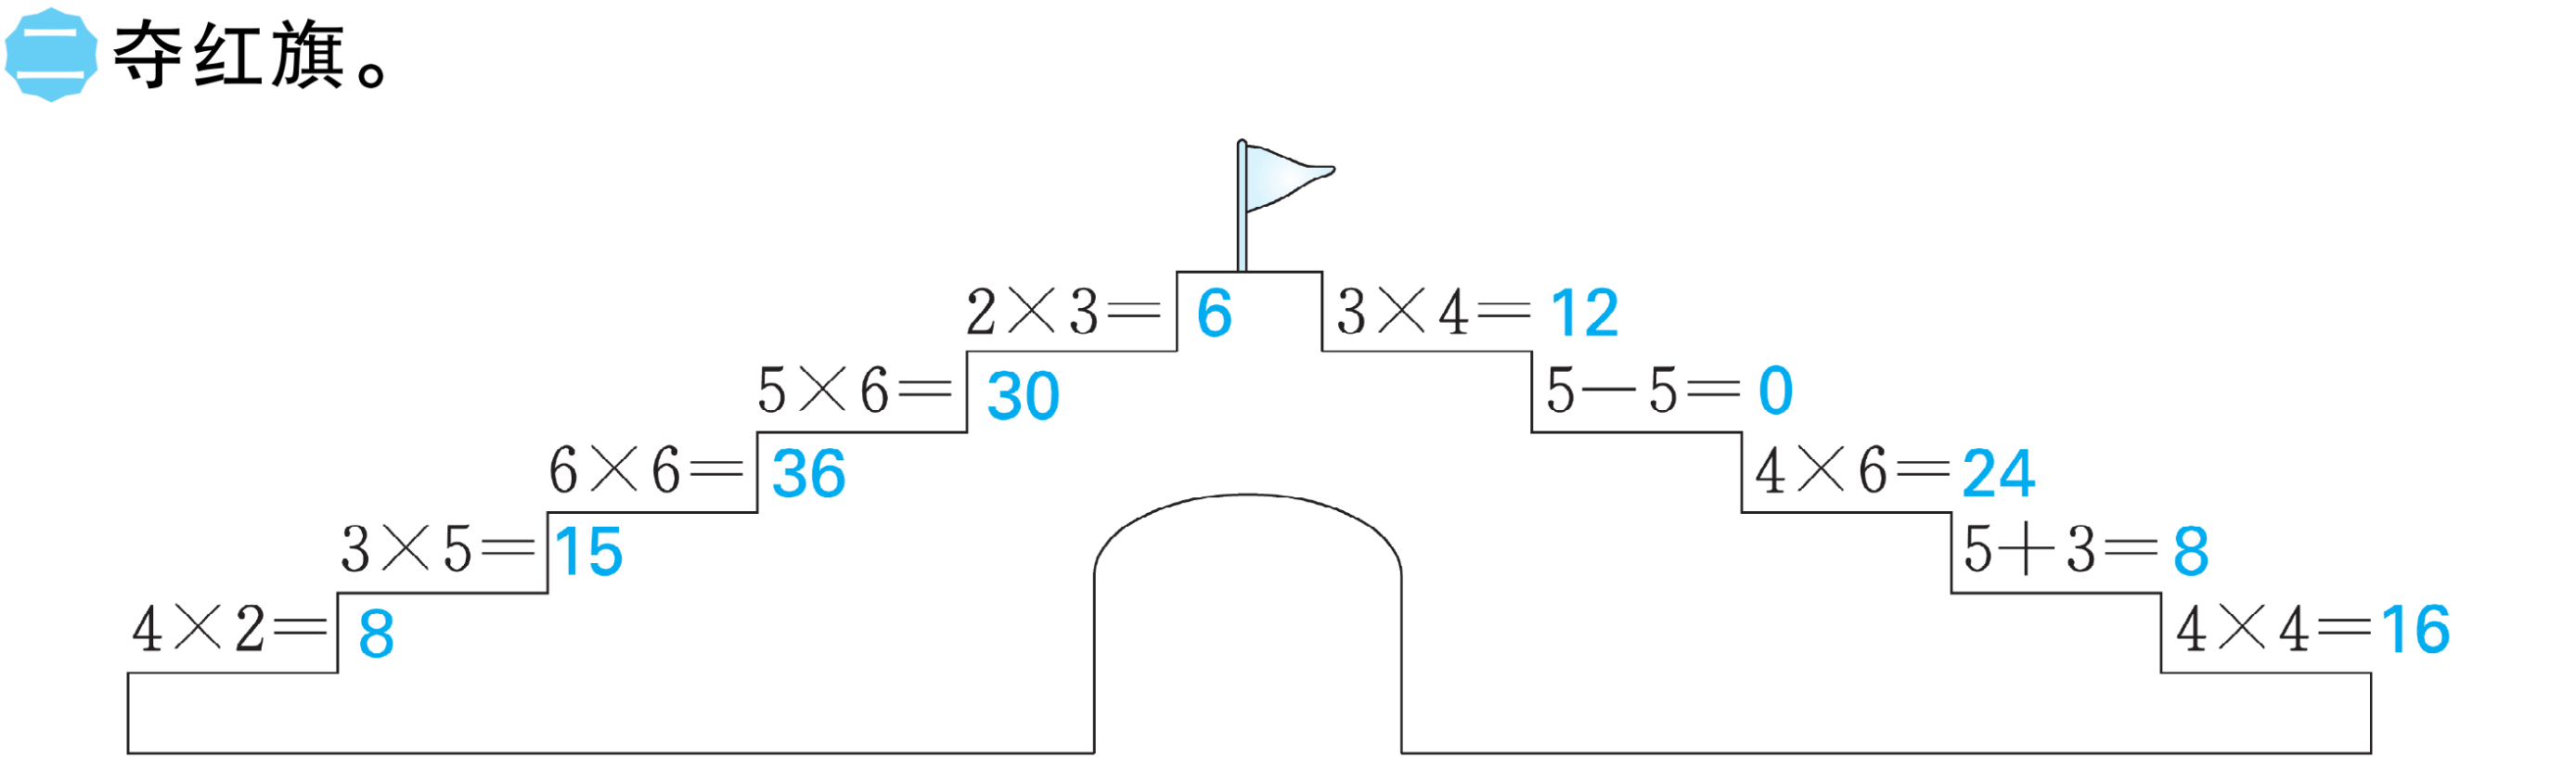 二 夺红旗。
2×3= 6 3×4= 12
5×6= 30 5-5= 0
6×6= 36 4×6= 24
3×5= 15 5+3= 8
4×2= 8 4×4= 16